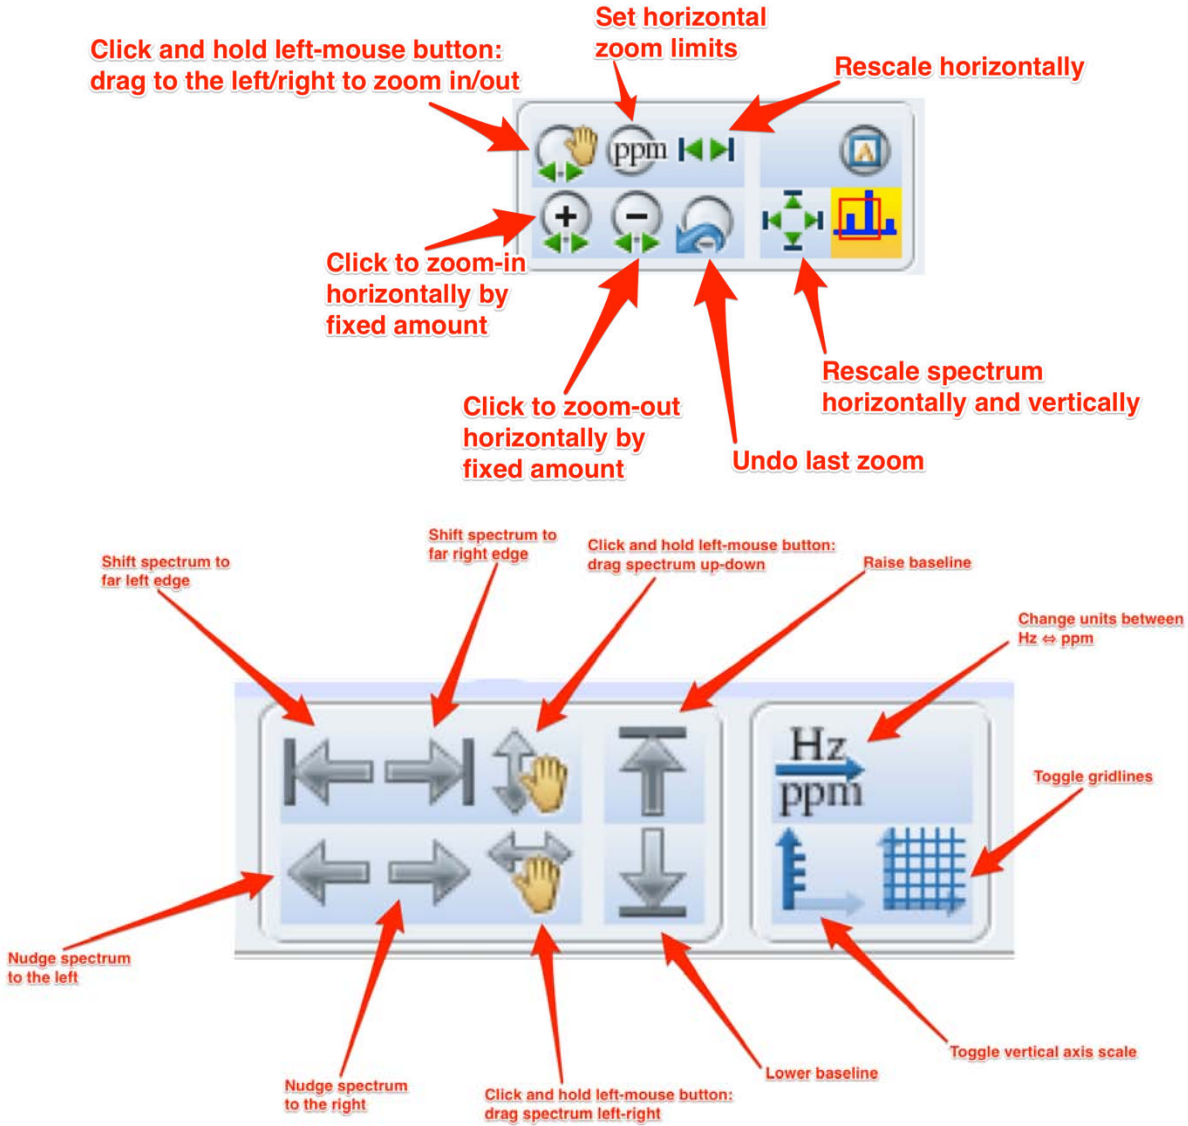 Set horizontal
zoom limits
Click and hold left-mouse button:
drag to the left/right to zoom in/out
Rescale horizontally
ppm
A
Click to zoom-in
horizontally by
fixed amount
Rescale spectrum
horizontally and vertically
Click to zoom-out
horizontally by
fixed amount
Undo last zoom
Shift spectrum to
far left edge
Shift spectrum to
far right edge
Click and hold left-mouse button:
drag spectrum up-down
Raise baseline
Change units between
Hz ⇔ ppm
Hz
ppm
Toggle gridlines
Nudge spectrum
to the left
Nudge spectrum
to the right
Click and hold left-mouse button:
drag spectrum left-right
Lower baseline
Toggle vertical axis scale